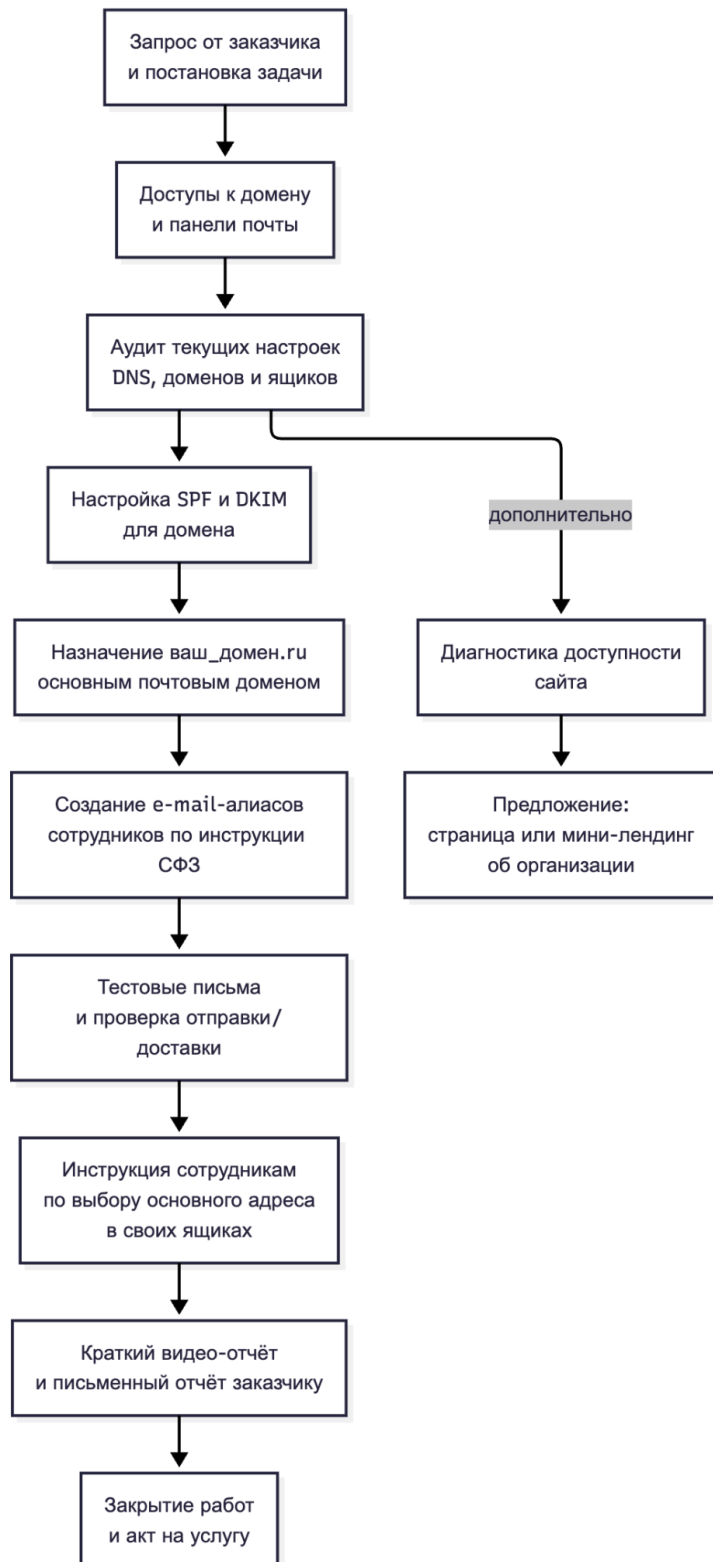 Запрос от заказчика
и постановка задачи
Доступы к домену
и панели почты
Аудит текущих настроек
DNS, доменов и ящиков
Настройка SPF и DKIM
для домена
дополнительно
Назначение ваш_домен.ru
основным почтовым доменом
Диагностика доступности
сайта
Создание e-mail-алиасов
сотрудников по инструкции
СФЗ
Предложение:
страница или мини-лендинг
об организации
Тестовые письма
и проверка отправки/
доставки
Инструкция сотрудникам
по выбору основного адреса
в своих ящиках
Краткий видео-отчёт
и письменный отчёт заказчику
Закрытие работ
и акт на услугу